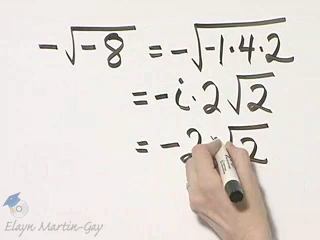 -√-8 = -√-1·4·2
= -i·2√2
= -2 √2
Elayn Martin-Gay